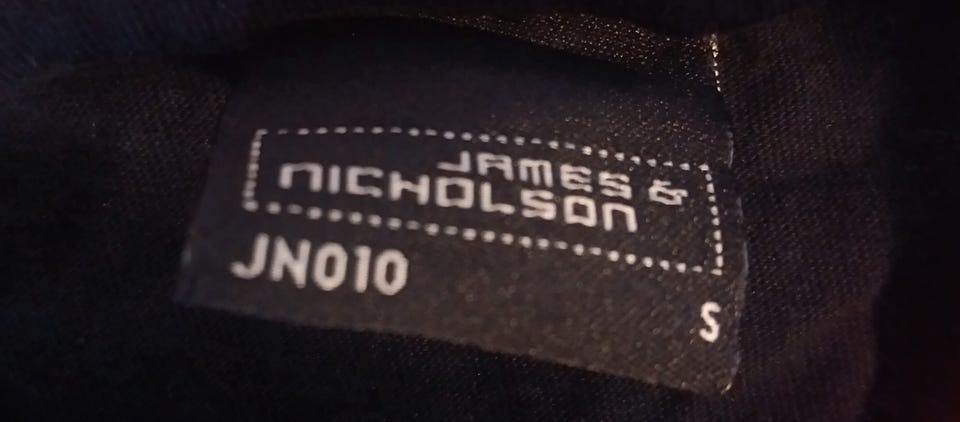 JAMES &
NICHOLSON
JN010
S